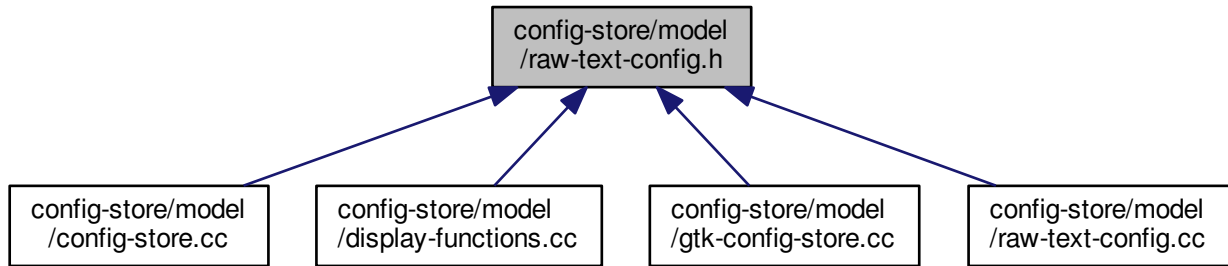 config-store/model
/raw-text-config.h
config-store/model
/config-store.cc
config-store/model
/display-functions.cc
config-store/model
/gtk-config-store.cc
config-store/model
/raw-text-config.cc